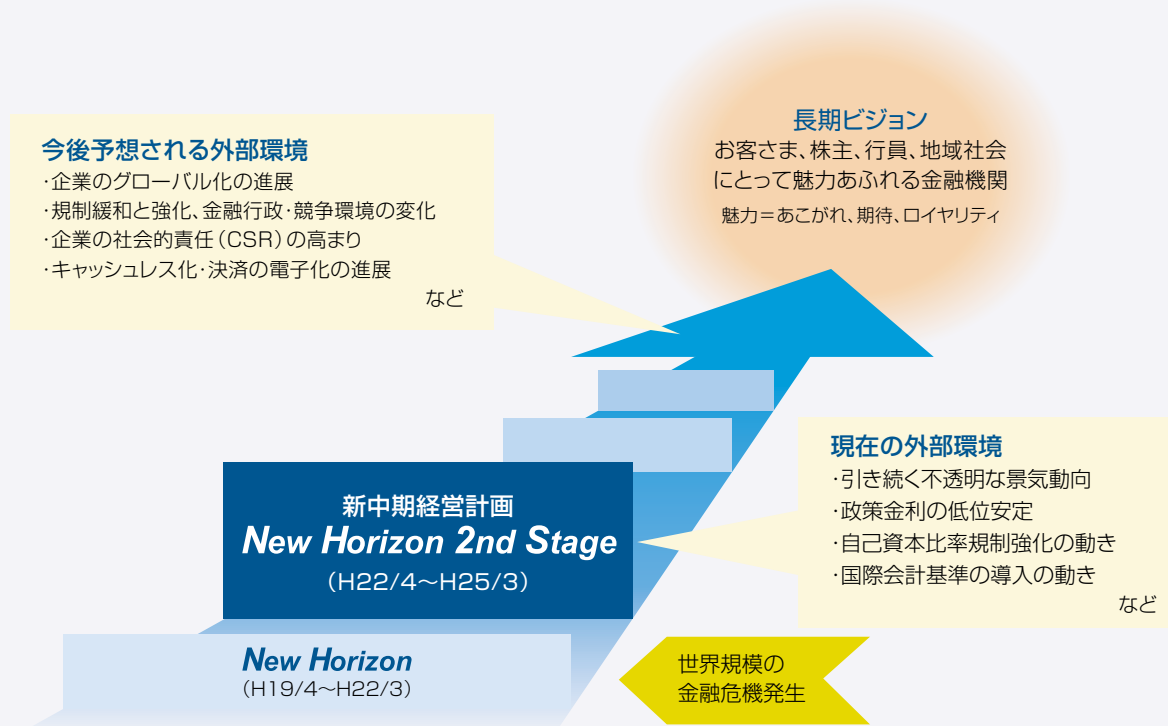 長期ビジョン
お客さま、株主、行員、地域社会
にとって魅力あふれる金融機関
魅力＝あこがれ、期待、ロイヤリティ
今後予想される外部環境
・企業のグローバル化の進展
・規制緩和と強化、金融行政・競争環境の変化
・企業の社会的責任（CSR）の高まり
・キャッシュレス化・決済の電子化の進展
など
現在の外部環境
・引き続く不透明な景気動向
・政策金利の低位安定
・自己資本比率規制強化の動き
・国際会計基準の導入の動き
など
新中期経営計画
New Horizon 2nd Stage
（H22/4〜H25/3）
New Horizon
（H19/4〜H22/3）
世界規模の
金融危機発生